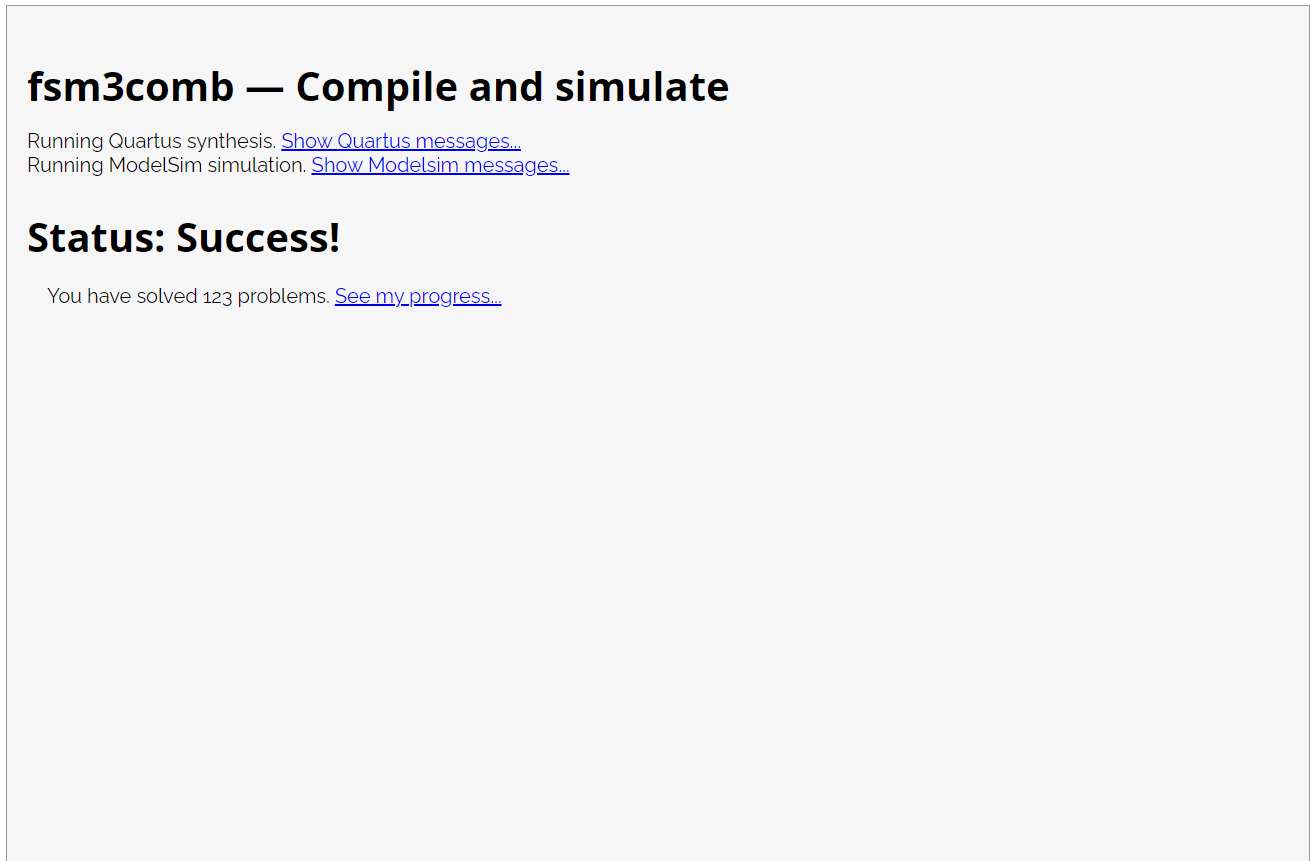 fsm3comb — Compile and simulate
Running Quartus synthesis. Show Quartus messages...
Running ModelSim simulation. Show Modelsim messages...
Status: Success!
You have solved 123 problems. See my progress...